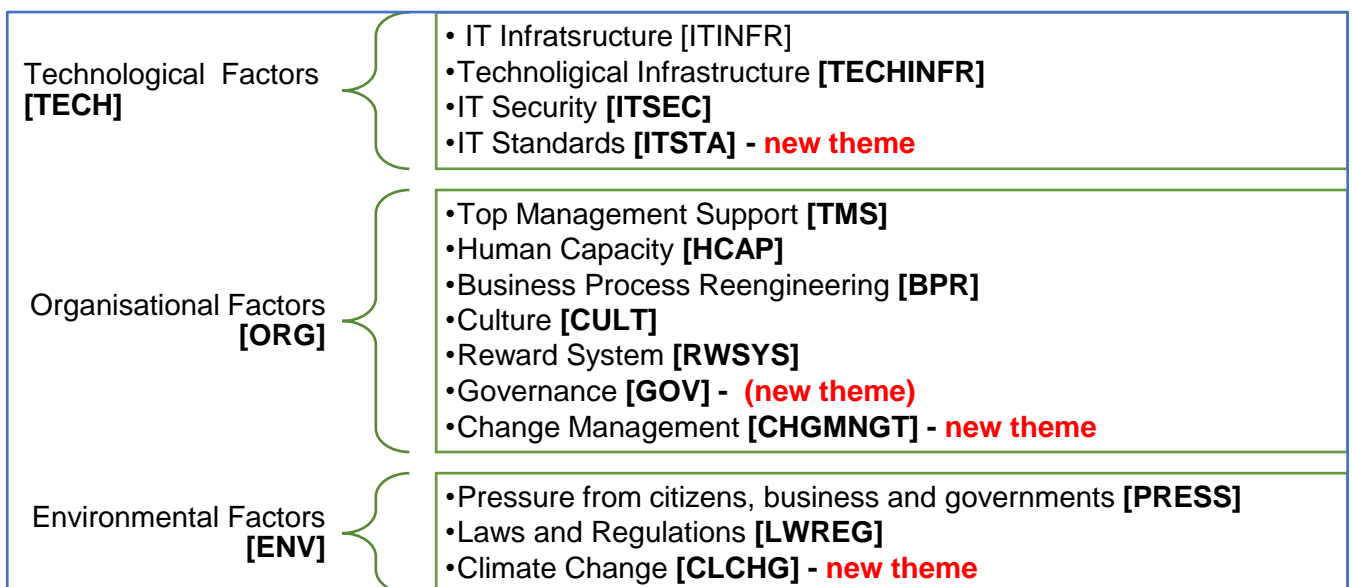 Technological Factors
[TECH]
• IT Infratsructure [ITINFR]
•Technoligical Infrastructure [TECHINFR]
•IT Security [ITSEC]
•IT Standards [ITSTA] - new theme
Organisational Factors
[ORG]
•Top Management Support [TMS]
•Human Capacity [HCAP]
•Business Process Reengineering [BPR]
•Culture [CULT]
•Reward System [RWSYS]
•Governance [GOV] - (new theme)
•Change Management [CHGMNGT] - new theme
Environmental Factors
[ENV]
•Pressure from citizens, business and governments [PRESS]
•Laws and Regulations [LWREG]
•Climate Change [CLCHG] - new theme